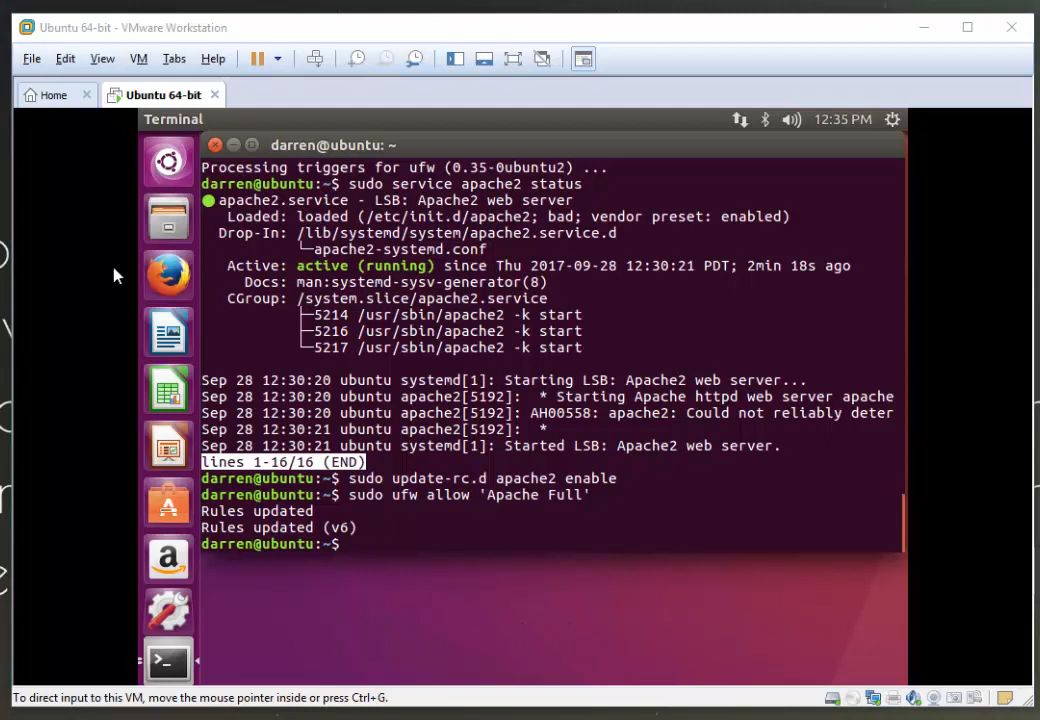 Ubuntu 64-bit - VMware Workstation
File Edit View VM Tabs Help
Home Ubuntu 64-bit
Terminal 12:35 PM
darren@ubuntu: ~
Processing triggers for ufw (0.35-0ubuntu2) ...
darren@ubuntu:~$ sudo service apache2 status
apache2.service - LSB: Apache2 web server
Loaded: loaded (/etc/init.d/apache2; bad; vendor preset: enabled)
Drop-In: /lib/systemd/system/apache2.service.d
└─apache2-systemd.conf
Active: active (running) since Thu 2017-09-28 12:30:21 PDT; 2min 18s ago
Docs: man:systemd-sysv-generator(8)
CGroup: /system.slice/apache2.service
├─5214 /usr/sbin/apache2 -k start
├─5216 /usr/sbin/apache2 -k start
└─5217 /usr/sbin/apache2 -k start
Sep 28 12:30:20 ubuntu systemd[1]: Starting LSB: Apache2 web server...
Sep 28 12:30:20 ubuntu apache2[5192]:  * Starting Apache httpd web server apache
Sep 28 12:30:20 ubuntu apache2[5192]: AH00558: apache2: Could not reliably deter
Sep 28 12:30:21 ubuntu apache2[5192]:  *
Sep 28 12:30:21 ubuntu systemd[1]: Started LSB: Apache2 web server.
lines 1-16/16 (END)
darren@ubuntu:~$ sudo update-rc.d apache2 enable
darren@ubuntu:~$ sudo ufw allow 'Apache Full'
Rules updated
Rules updated (v6)
darren@ubuntu:~$
To direct input to this VM, move the mouse pointer inside or press Ctrl+G.